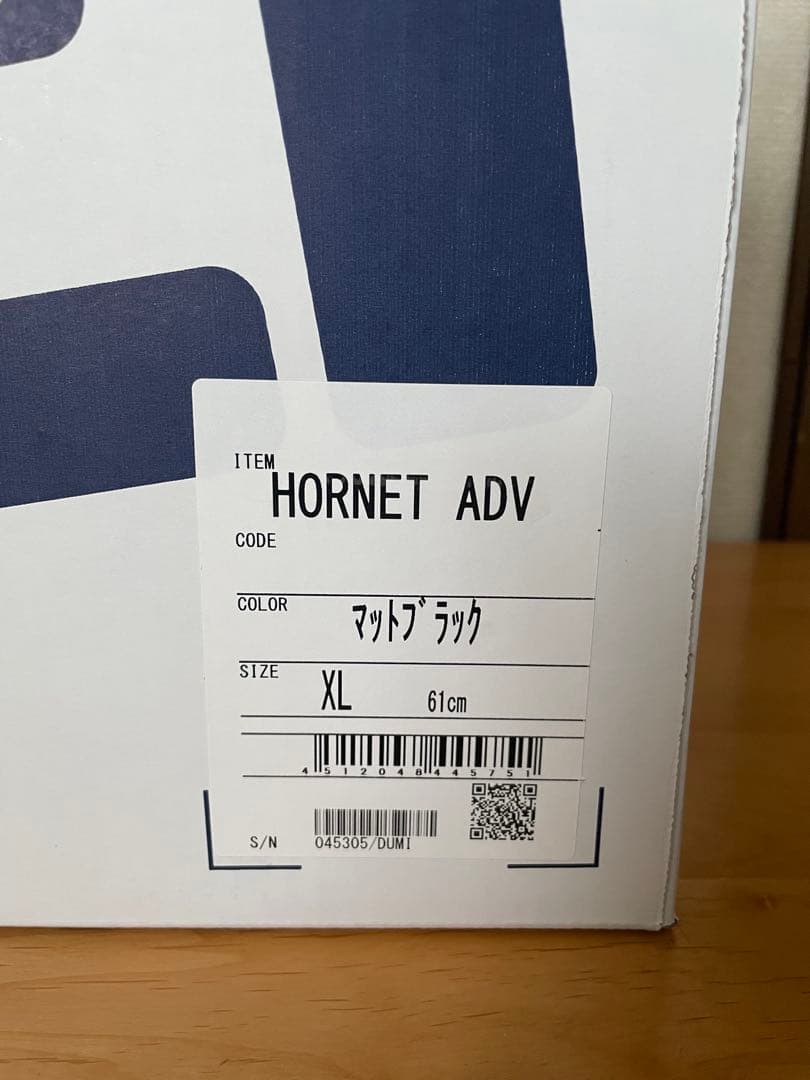 ITEM
HORNET ADV
CODE
COLOR ﾏｯﾄﾌﾞﾗｯｸ
SIZE XL 61cm
4512048445751
S/N 045305/DUMI